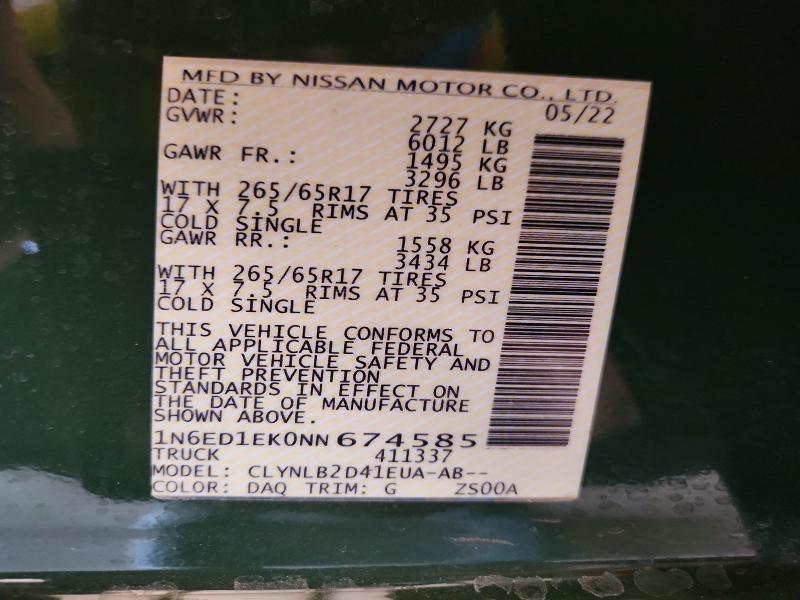 MFD BY NISSAN MOTOR CO., LTD.
DATE: 05/22
GVWR: 2727 KG
6012 LB
GAWR FR.: 1495 KG
3296 LB
WITH 265/65R17 TIRES
17 X 7.5 RIMS AT 35 PSI
COLD SINGLE
GAWR RR.: 1558 KG
3434 LB
WITH 265/65R17 TIRES
17 X 7.5 RIMS AT 35 PSI
COLD SINGLE
THIS VEHICLE CONFORMS TO
ALL APPLICABLE FEDERAL
MOTOR VEHICLE SAFETY AND
THEFT PREVENTION
STANDARDS IN EFFECT ON
THE DATE OF MANUFACTURE
SHOWN ABOVE.
1N6ED1EK0NN674585
TRUCK 411337
MODEL: CLYNLB2D41EUA-AB--
COLOR: DAQ TRIM: G ZS00A